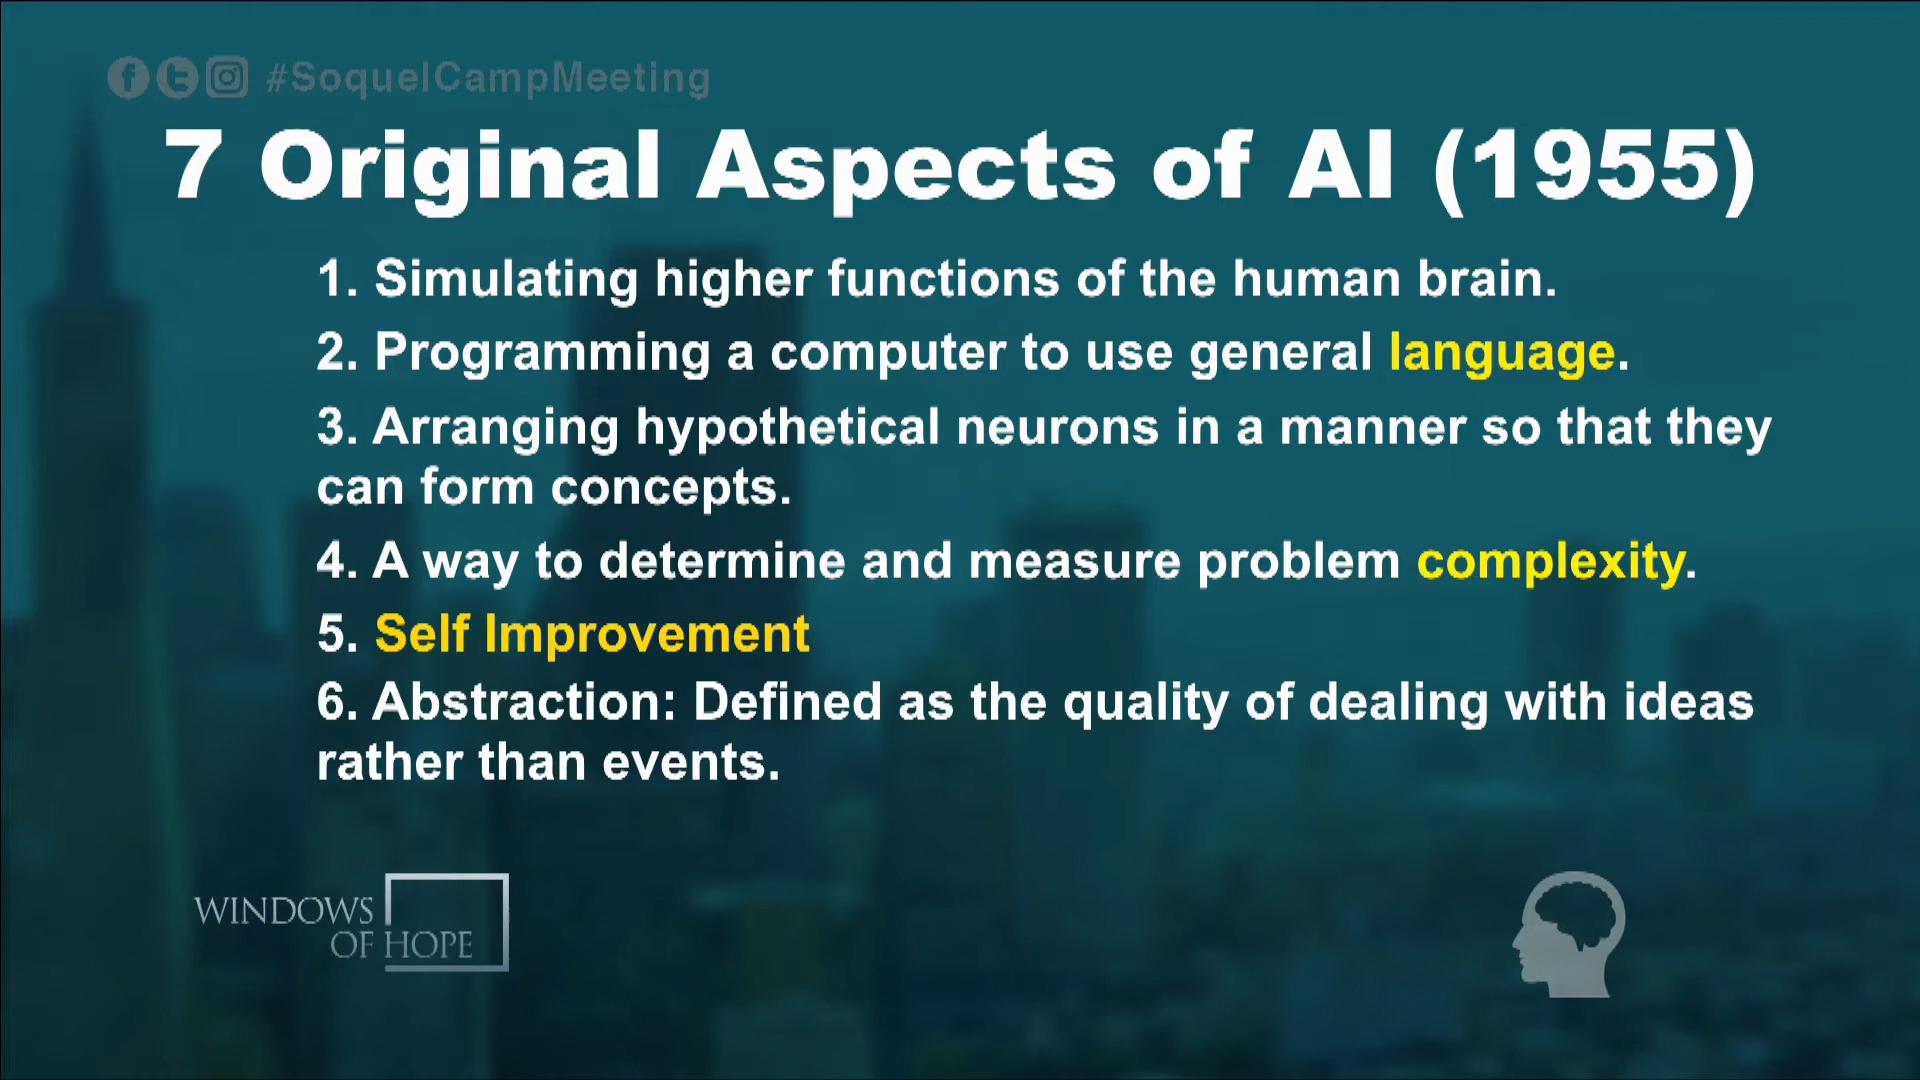 #SoquelCampMeeting
7 Original Aspects of AI (1955)
1. Simulating higher functions of the human brain.
2. Programming a computer to use general language.
3. Arranging hypothetical neurons in a manner so that they
can form concepts.
4. A way to determine and measure problem complexity.
5. Self Improvement
6. Abstraction: Defined as the quality of dealing with ideas
rather than events.
WINDOWS
OF HOPE